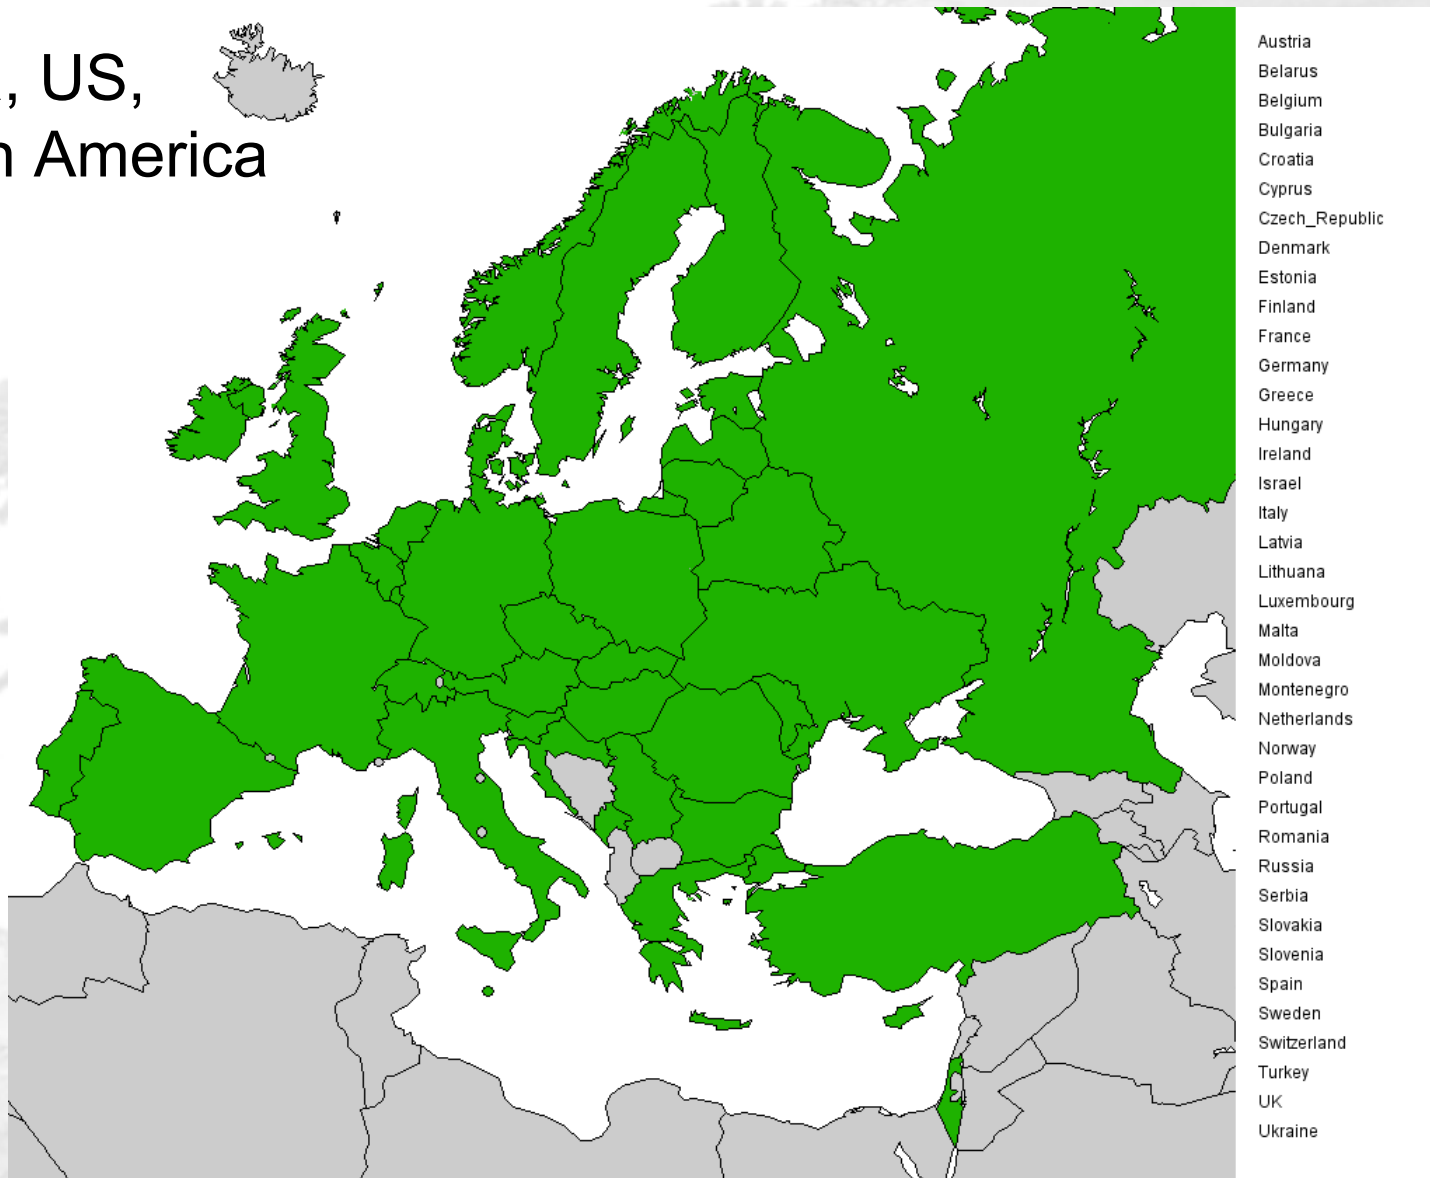 , US,
America
Austria
Belarus
Belgium
Bulgaria
Croatia
Cyprus
Czech_Republic
Denmark
Estonia
Finland
France
Germany
Greece
Hungary
Ireland
Israel
Italy
Latvia
Lithuana
Luxembourg
Malta
Moldova
Montenegro
Netherlands
Norway
Poland
Portugal
Romania
Russia
Serbia
Slovakia
Slovenia
Spain
Sweden
Switzerland
Turkey
UK
Ukraine